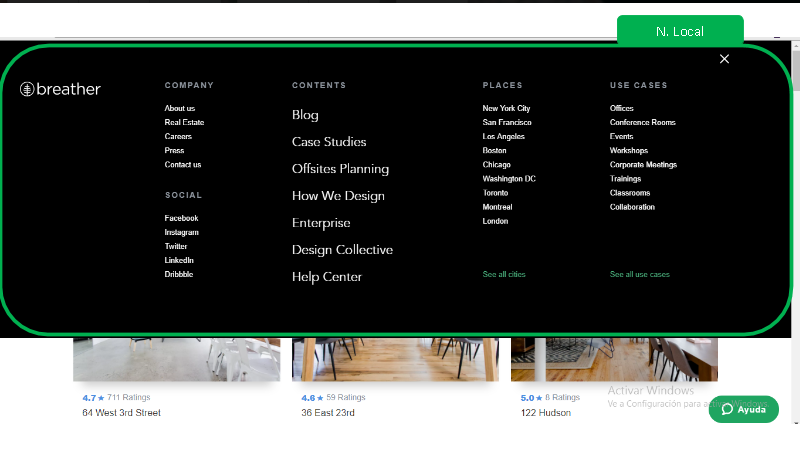 N. Local
breather
COMPANY
About us
Real Estate
Careers
Press
Contact us
SOCIAL
Facebook
Instagram
Twitter
LinkedIn
Dribbble
CONTENTS
Blog
Case Studies
Offsites Planning
How We Design
Enterprise
Design Collective
Help Center
PLACES
New York City
San Francisco
Los Angeles
Boston
Chicago
Washington DC
Toronto
Montreal
London
See all cities
USE CASES
Offices
Conference Rooms
Events
Workshops
Corporate Meetings
Trainings
Classrooms
Collaboration
See all use cases
4.7 ★ 711 Ratings
64 West 3rd Street
4.6 ★ 59 Ratings
36 East 23rd
5.0 ★ 8 Ratings
122 Hudson
Activar Windows
Ve a Configuración para activar Windows.
Ayuda